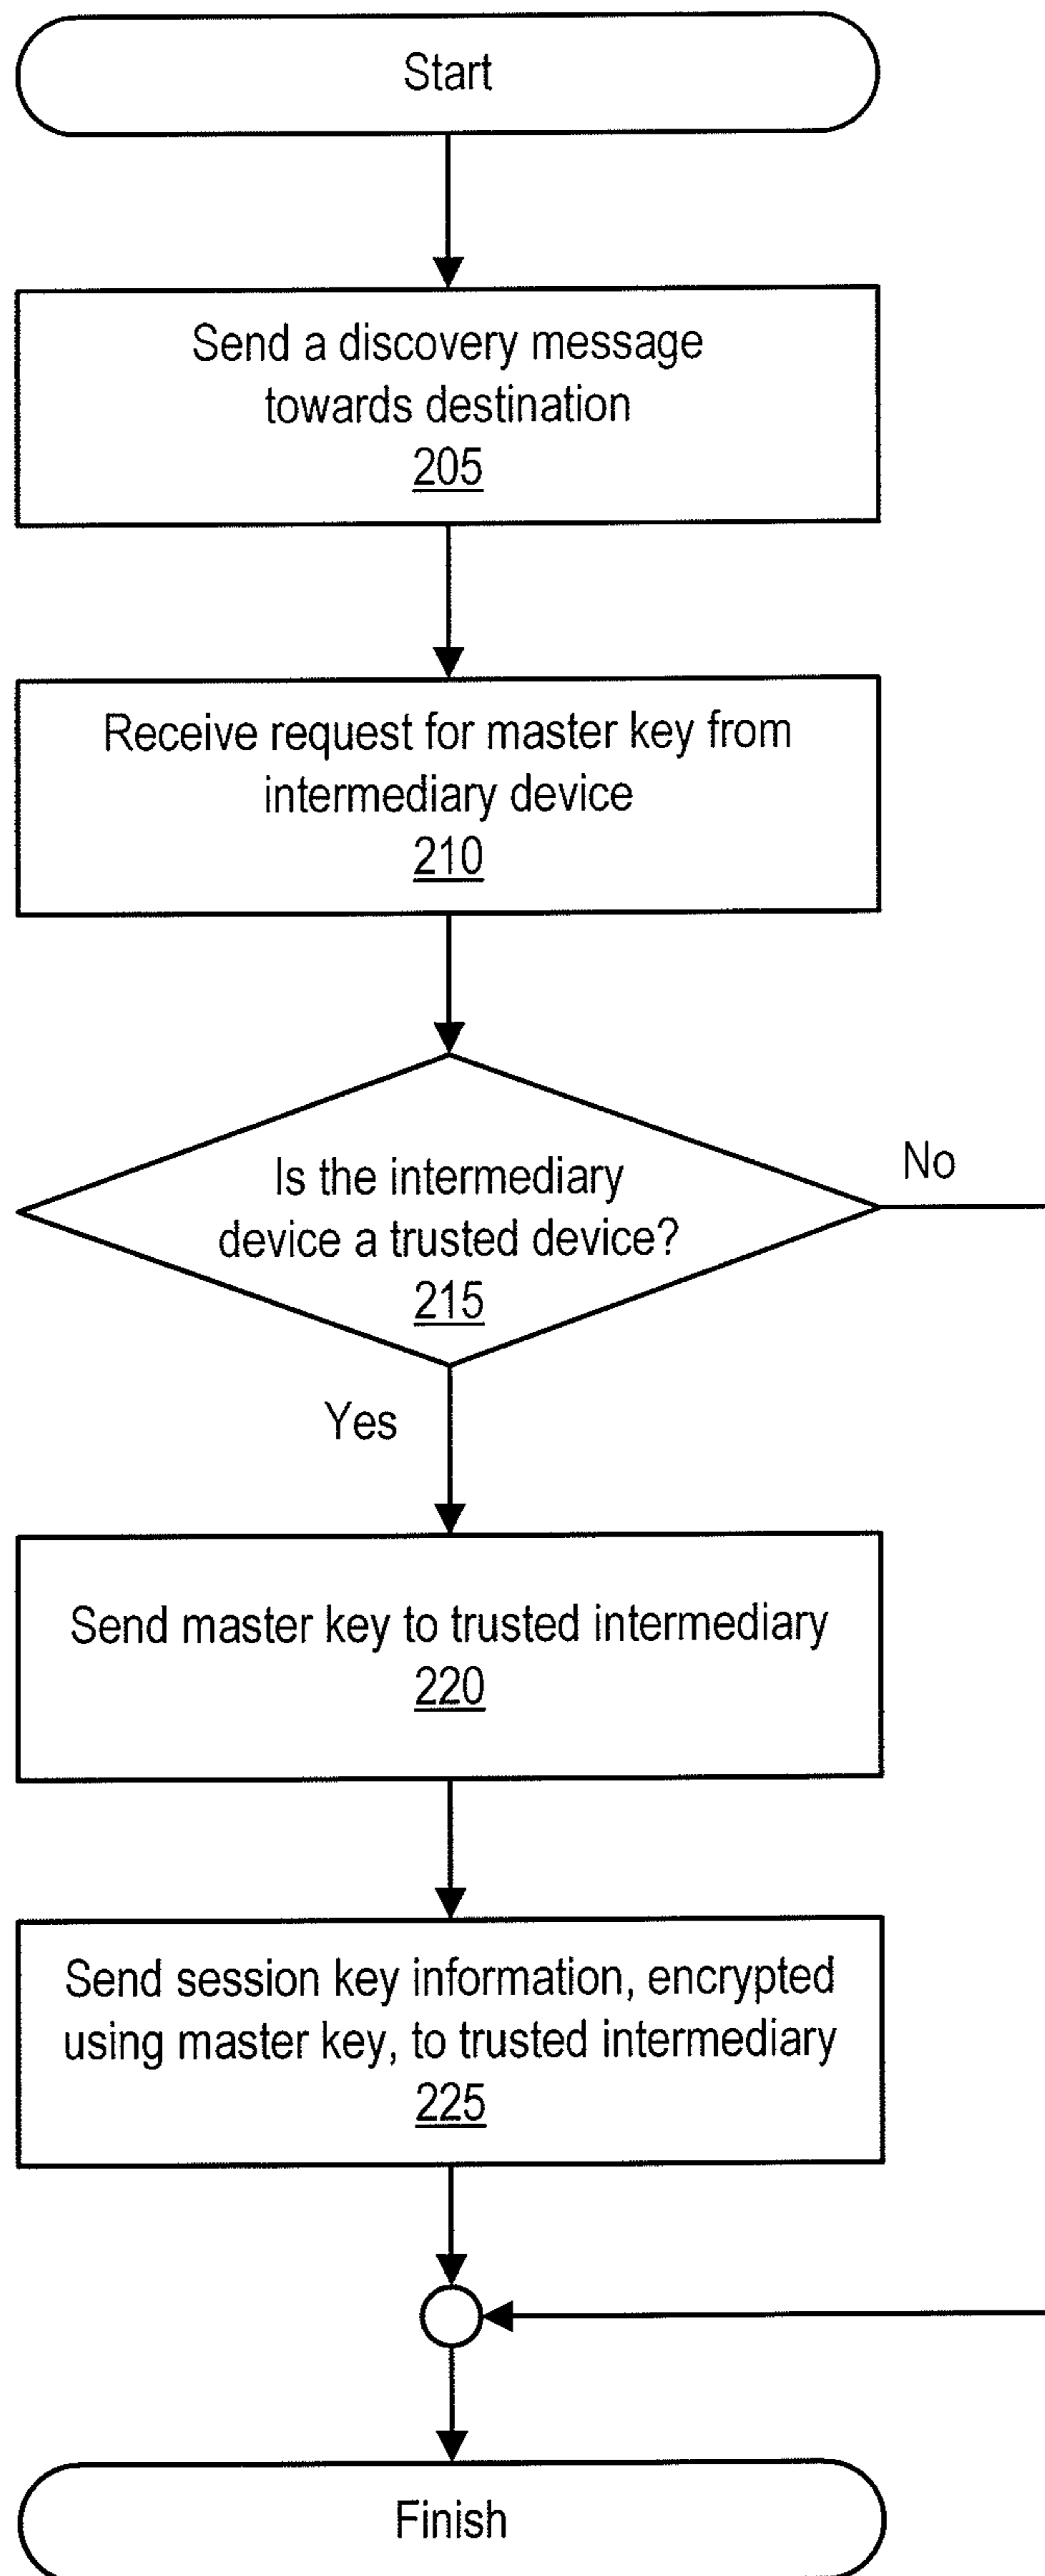 Start
Send a discovery message
towards destination
205
Receive request for master key from
intermediary device
210
Is the intermediary
device a trusted device?
215
No
Yes
Send master key to trusted intermediary
220
Send session key information, encrypted
using master key, to trusted intermediary
225
Finish